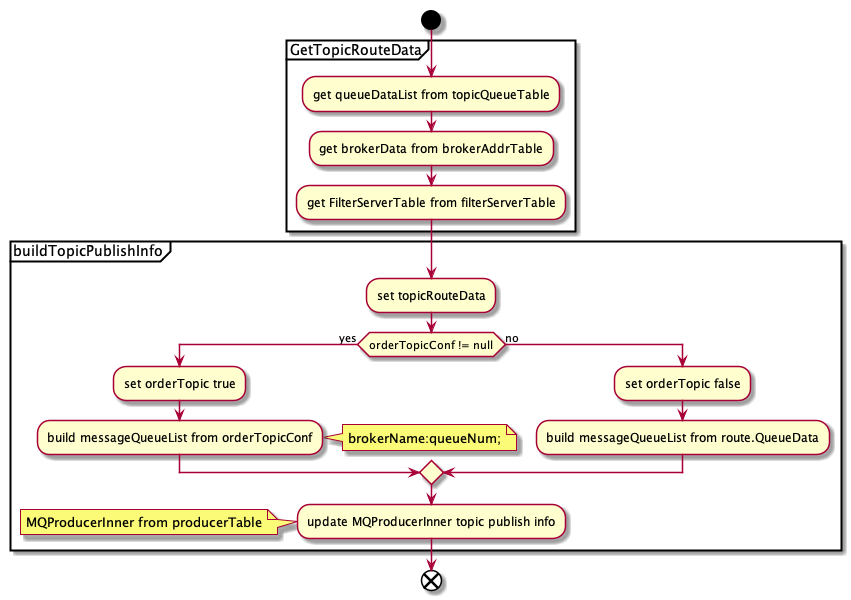 GetTopicRouteData
get queueDataList from topicQueueTable
get brokerData from brokerAddrTable
get FilterServerTable from filterServerTable
buildTopicPublishInfo
set topicRouteData
yes
orderTopicConf != null
no
set orderTopic true
set orderTopic false
build messageQueueList from orderTopicConf
brokerName:queueNum;
build messageQueueList from route.QueueData
MQProducerInner from producerTable
update MQProducerInner topic publish info